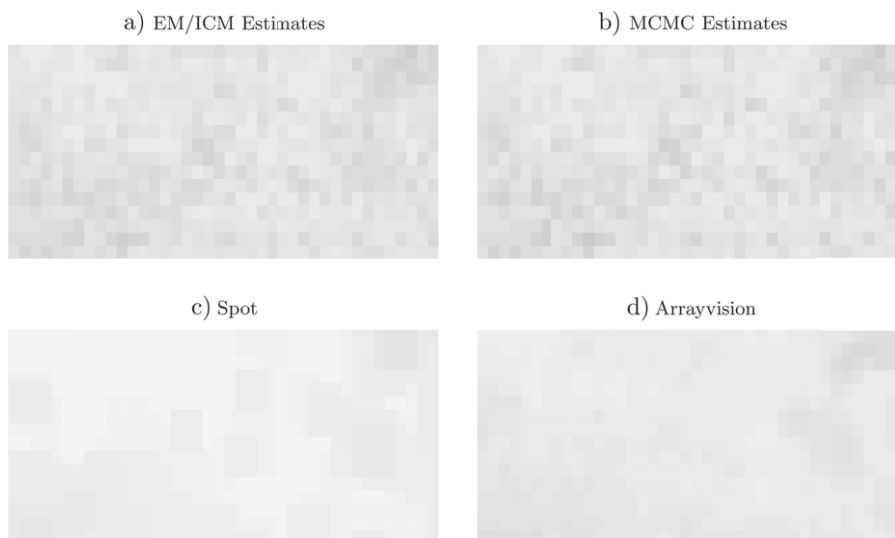 a) EM/ICM Estimates
b) MCMC Estimates
c) Spot
d) Arrayvision